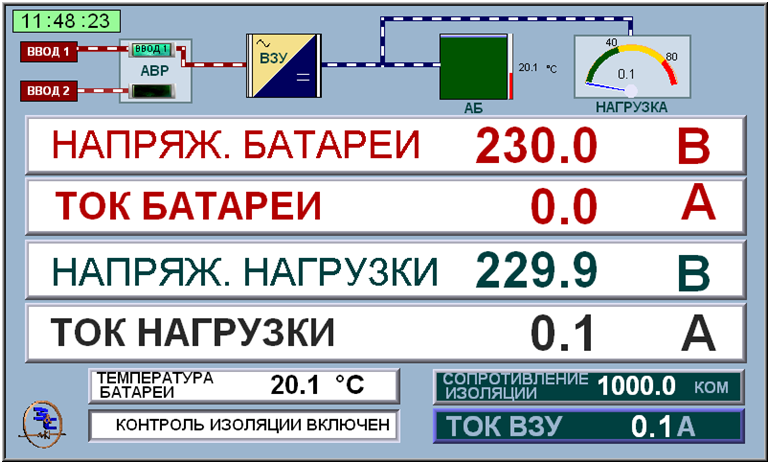 11:48:23
ВВОД 1
ВВОД 1
АВР
ВВОД 2
ВЗУ
20.1 °C
АБ
40
80
0.1
НАГРУЗКА
НАПРЯЖ. БАТАРЕИ 230.0 В
ТОК БАТАРЕИ 0.0 А
НАПРЯЖ. НАГРУЗКИ 229.9 В
ТОК НАГРУЗКИ 0.1 А
ТЕМПЕРАТУРА
БАТАРЕИ 20.1 °C
СОПРОТИВЛЕНИЕ
ИЗОЛЯЦИИ 1000.0 КОМ
КОНТРОЛЬ ИЗОЛЯЦИИ ВКЛЮЧЕН
ТОК ВЗУ 0.1 А